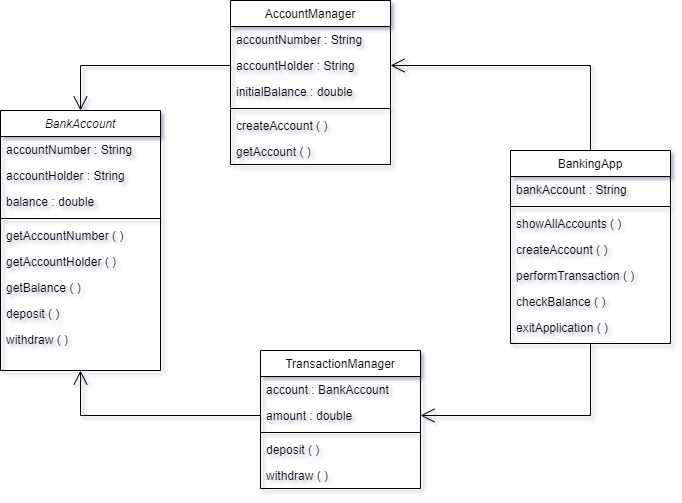 AccountManager
accountNumber : String
accountHolder : String
initialBalance : double
createAccount ( )
getAccount ( )
BankAccount
accountNumber : String
accountHolder : String
balance : double
getAccountNumber ( )
getAccountHolder ( )
getBalance ( )
deposit ( )
withdraw ( )
BankingApp
bankAccount : String
showAllAccounts ( )
createAccount ( )
performTransaction ( )
checkBalance ( )
exitApplication ( )
TransactionManager
account : BankAccount
amount : double
deposit ( )
withdraw ( )